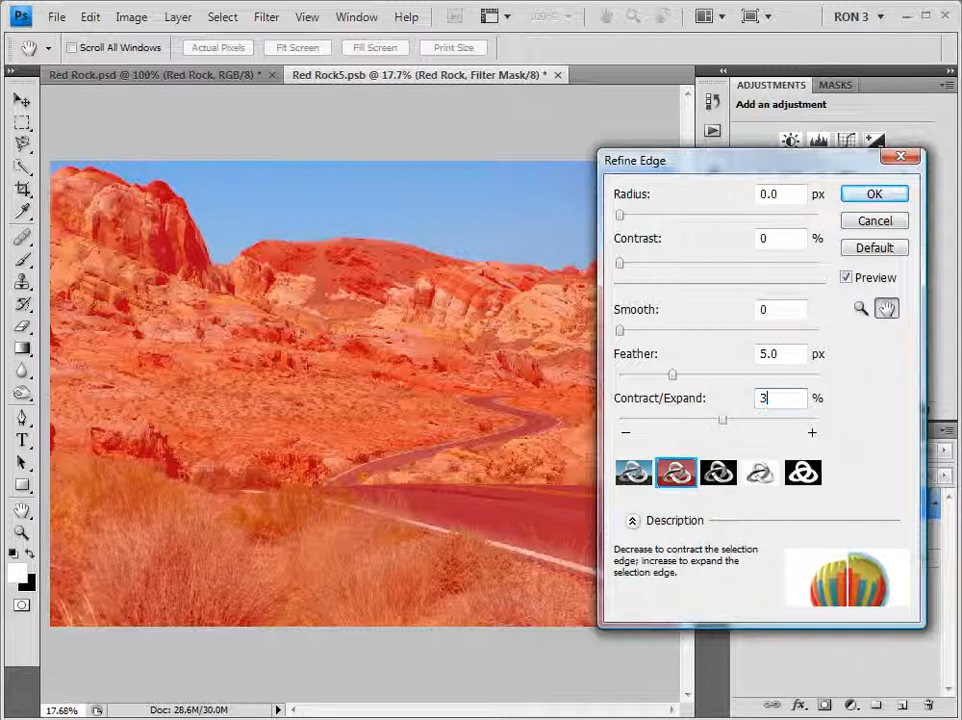 Ps File Edit Image Layer Select Filter View Window Help 100% RON 3
Scroll All Windows Actual Pixels Fit Screen Fill Screen Print Size
Red Rock.psd @ 100% (Red Rock, RGB/8) * Red Rock5.psb @ 17.7% (Red Rock, Filter Mask/8) *
ADJUSTMENTS MASKS
Add an adjustment
Refine Edge
Radius: 0.0 px
OK
Cancel
Contrast: 0 %
Default
Preview
Smooth: 0
Feather: 5.0 px
Contract/Expand: 3 %
Description
Decrease to contract the selection
edge; increase to expand the
selection edge.
17.68% Doc: 28.6M/30.0M